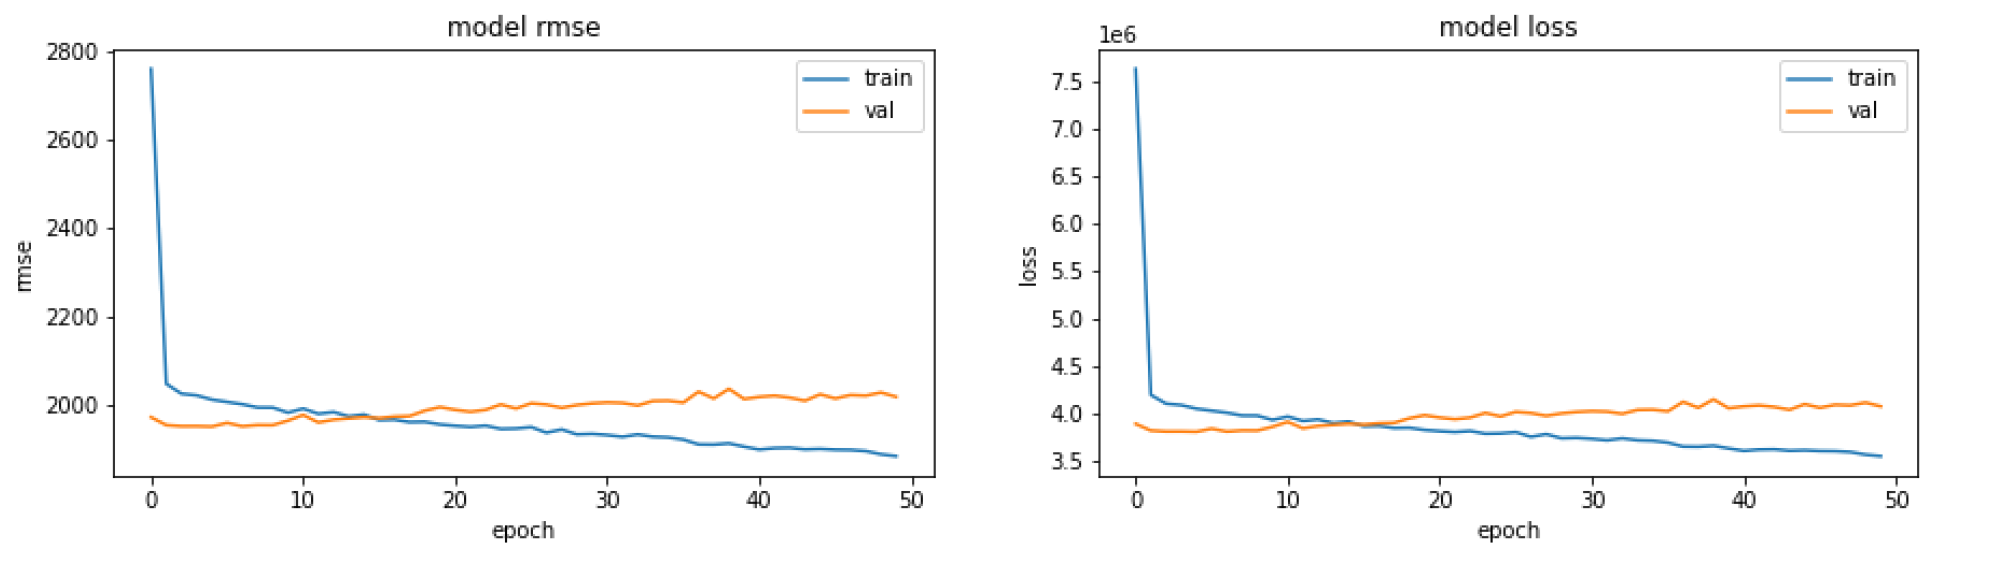 model rmse
2800
2600
2400
2200
2000
rmse
0 10 20 30 40 50
epoch
train
val
model loss
1e6
7.5
7.0
6.5
6.0
5.5
5.0
4.5
4.0
3.5
loss
0 10 20 30 40 50
epoch
train
val